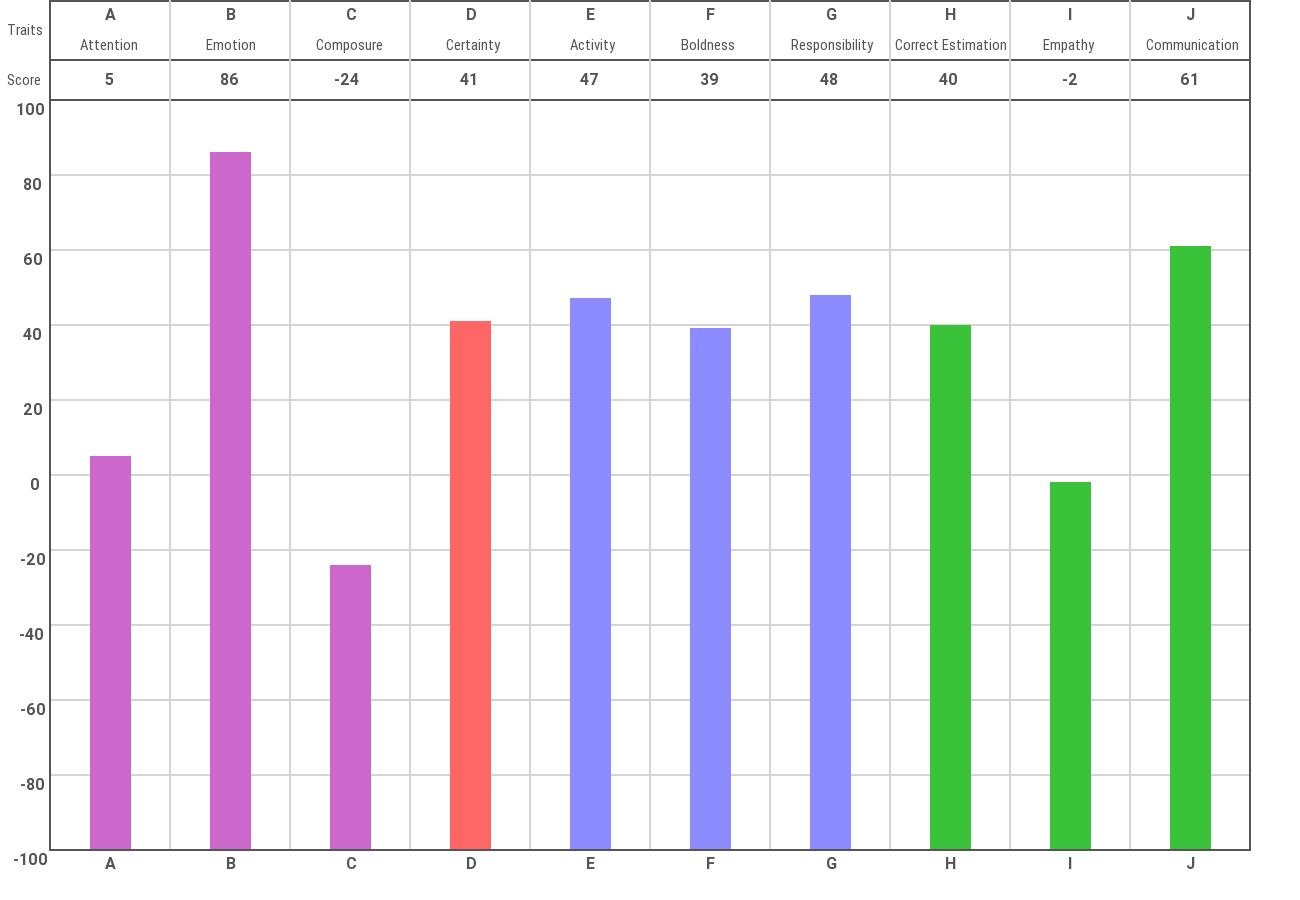 Traits A B C D E F G H I J
Attention Emotion Composure Certainty Activity Boldness Responsibility Correct Estimation Empathy Communication
Score 5 86 -24 41 47 39 48 40 -2 61
100
80
60
40
20
0
-20
-40
-60
-80
-100
A B C D E F G H I J